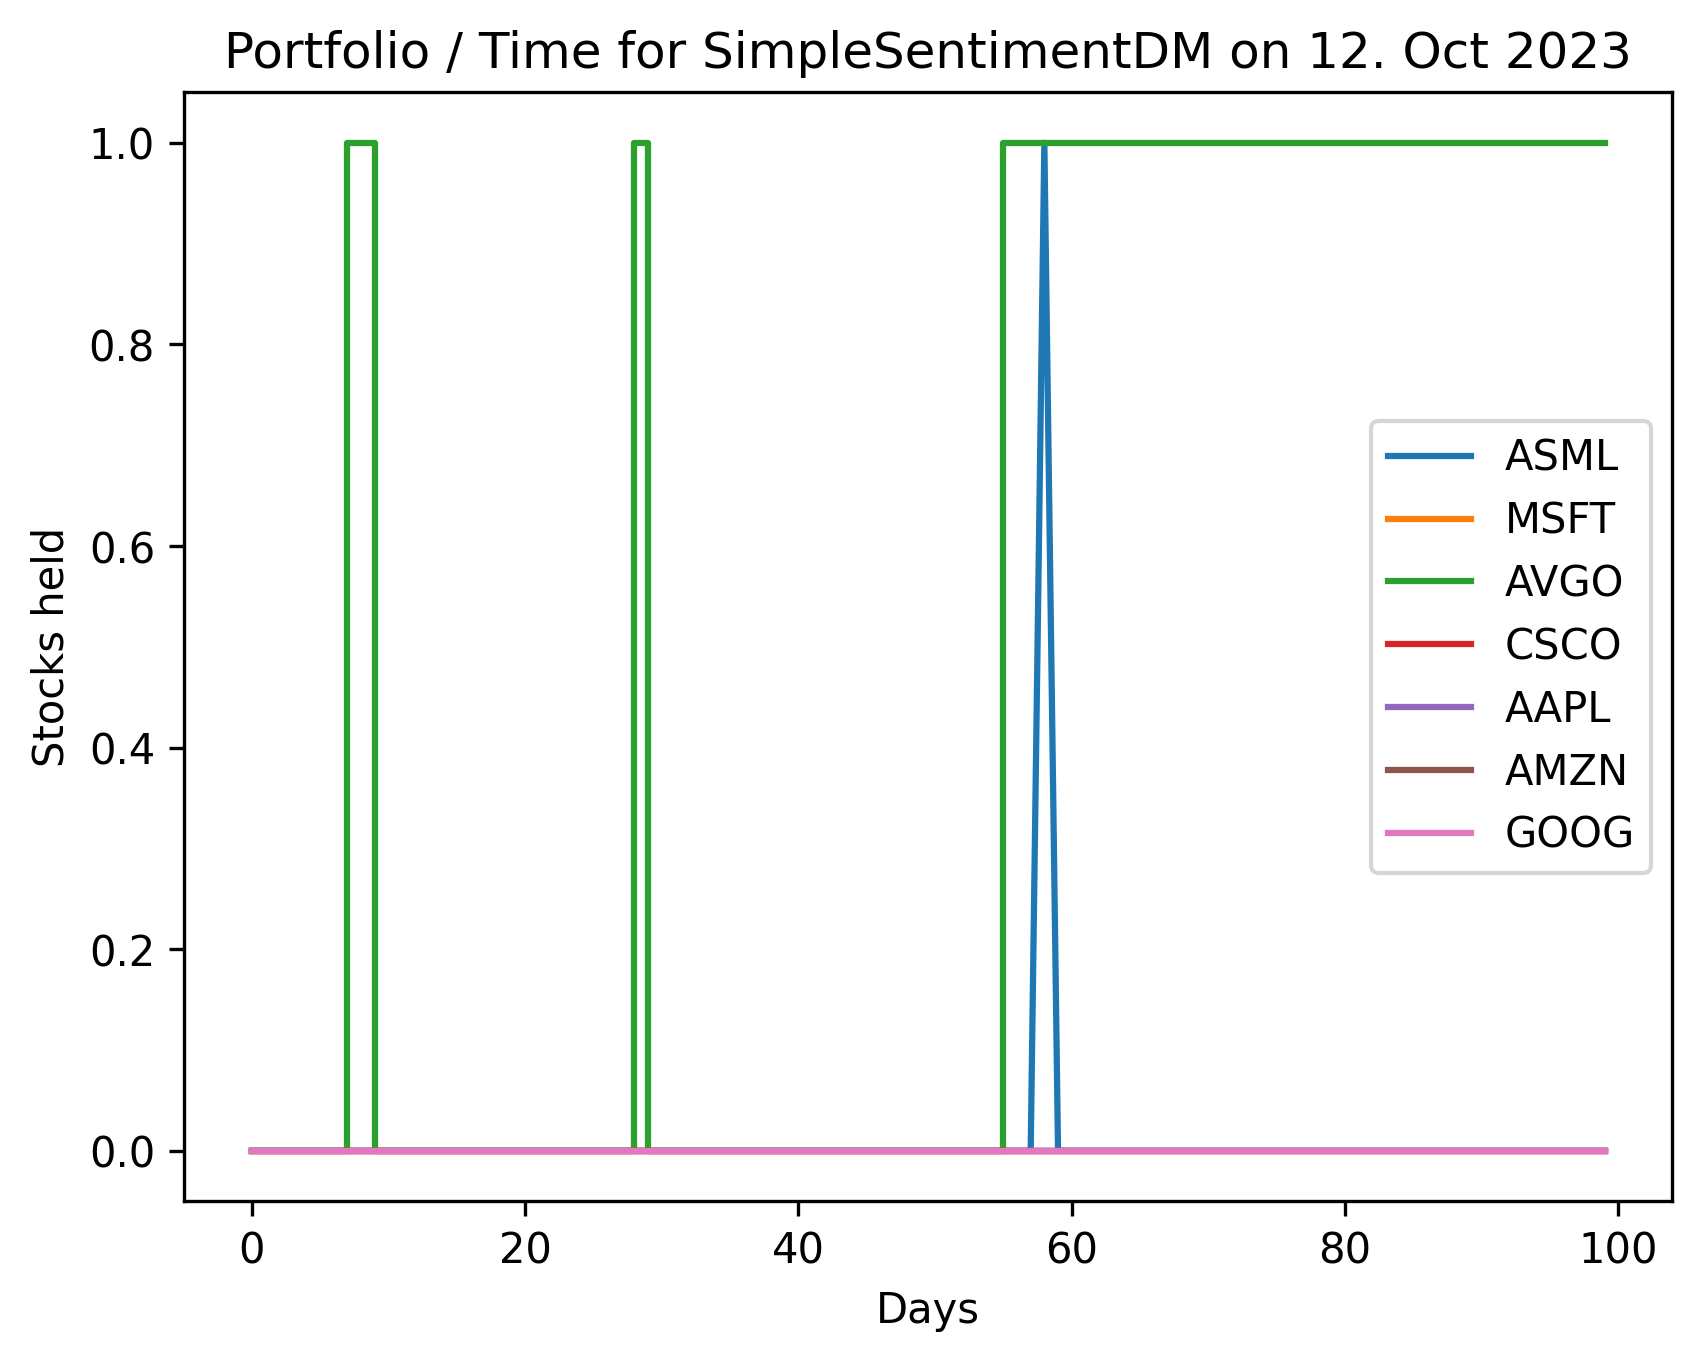 Portfolio / Time for SimpleSentimentDM on 12. Oct 2023
1.0
0.8
0.6
0.4
0.2
0.0
Stocks held
ASML
MSFT
AVGO
CSCO
AAPL
AMZN
GOOG
0 20 40 60 80 100
Days